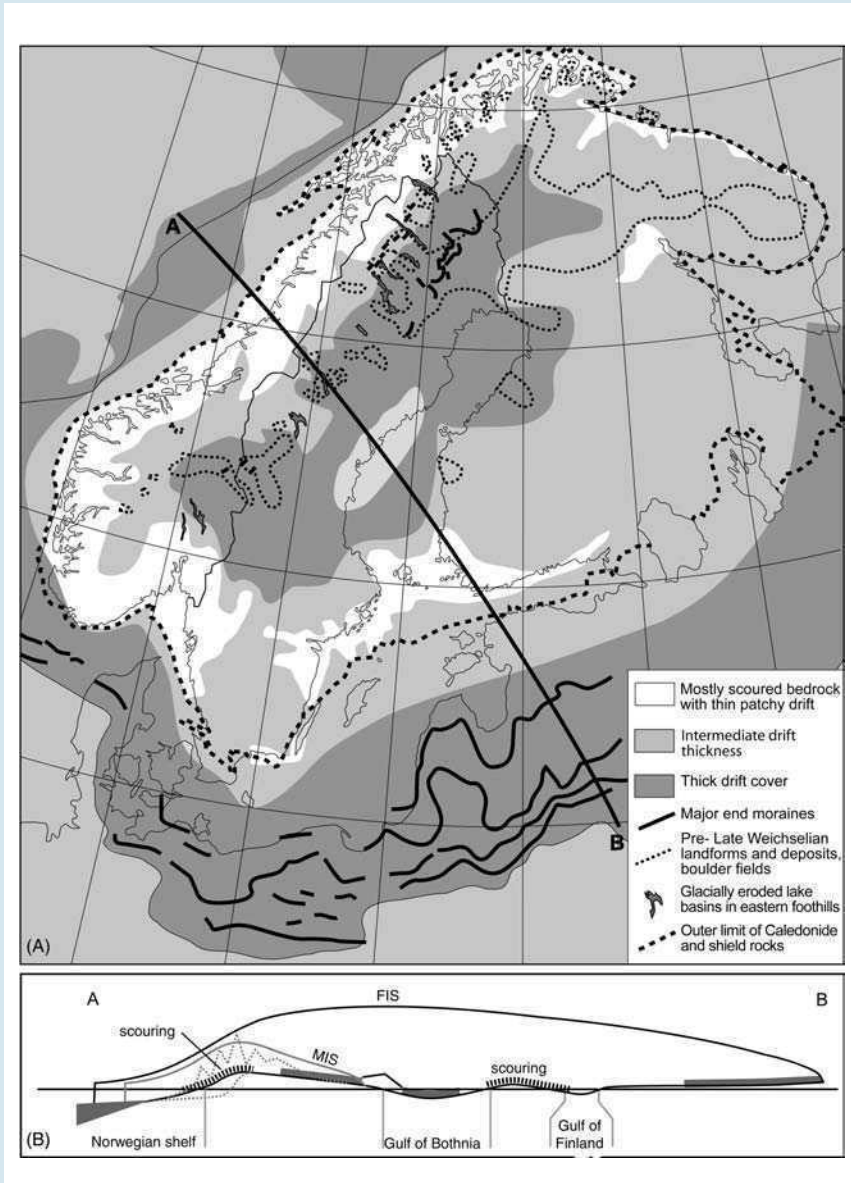 A
B
Mostly scoured bedrock
with thin patchy drift
Intermediate drift
thickness
Thick drift cover
Major end moraines
Pre- Late Weichselian
landforms and deposits,
boulder fields
Glacially eroded lake
basins in eastern foothills
Outer limit of Caledonide
and shield rocks
(A)
A
FIS
B
scouring
MIS
scouring
(B)
Norwegian shelf
Gulf of Bothnia
Gulf of
Finland